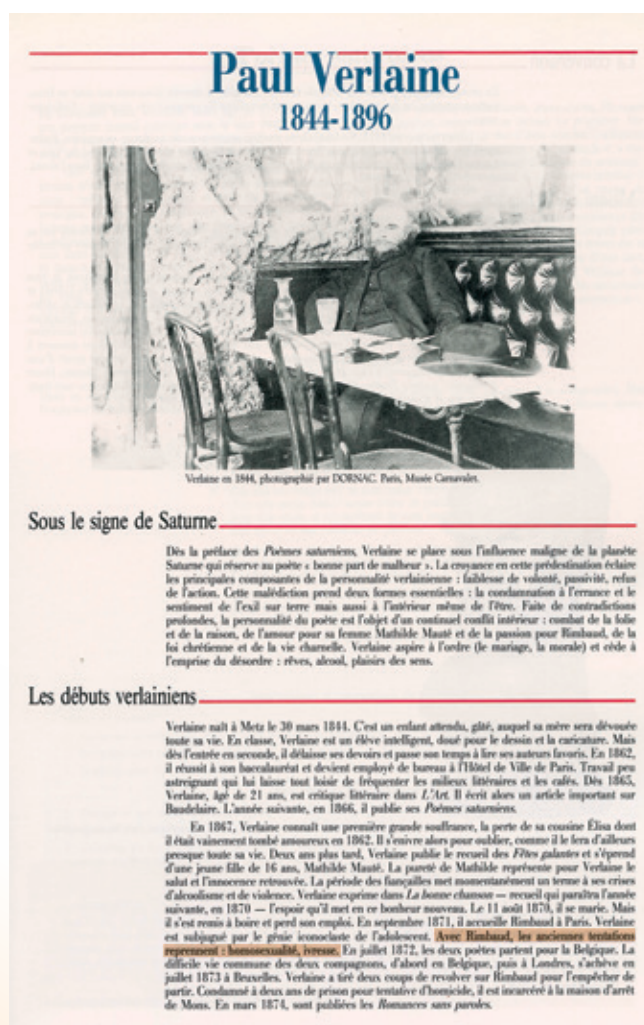 Paul Verlaine
1844-1896
Verlaine en 1844, photographié par DORNAC. Paris, Musée Carnavalet.
Sous le signe de Saturne
Dès la préface des Poèmes saturniens, Verlaine se place sous l'influence maligne de la planète
Saturne qui réserve au poète « bonne part de malheur ». La croyance en cette prédestination éclaire
les principales composantes de la personnalité verlainienne : faiblesse de volonté, passivité, refus
de l'action. Cette malédiction prend deux formes essentielles : la condamnation à l'errance et le
sentiment de l'exil sur terre mais aussi à l'intérieur même de l'être. Faite de contradictions
profondes, la personnalité du poète est l'objet d'un continuel conflit intérieur : combat de la folie
et de la raison, de l'amour pour sa femme Mathilde Mauté et de la passion pour Rimbaud, de la
foi chrétienne et de la vie charnelle. Verlaine aspire à l'ordre (le mariage, la morale) et cède à
l'emprise du désordre : rêves, alcool, plaisirs des sens.
Les débuts verlainiens
Verlaine naît à Metz le 30 mars 1844. C'est un enfant attendu, gâté, auquel sa mère sera dévouée
toute sa vie. En classe, Verlaine est un élève intelligent, doué pour le dessin et la caricature. Mais
dès l'entrée en seconde, il délaisse ses devoirs et passe son temps à lire ses auteurs favoris. En 1862,
il réussit à son baccalauréat et devient employé de bureau à l'Hôtel de Ville de Paris. Travail peu
astreignant qui lui laisse tout loisir de fréquenter les milieux littéraires et les cafés. Dès 1865,
Verlaine, âgé de 21 ans, est critique littéraire dans L'Art. Il écrit alors un article important sur
Baudelaire. L'année suivante, en 1866, il publie ses Poèmes saturniens.
En 1867, Verlaine connaît une première grande souffrance, la perte de sa cousine Élisa dont
il était vainement tombé amoureux en 1862. Il s'enivre alors pour oublier, comme il le fera d'ailleurs
presque toute sa vie. Deux ans plus tard, Verlaine publie le recueil des Fêtes galantes et s'éprend
d'une jeune fille de 16 ans, Mathilde Mauté. La pureté de Mathilde représente pour Verlaine le
salut et l'innocence retrouvée. La période des fiançailles met momentanément un terme à ses crises
d'alcoolisme et de violence. Verlaine exprime dans La bonne chanson — recueil qui paraîtra l'année
suivante, en 1870 — l'espoir qu'il met en ce bonheur nouveau. Le 11 août 1870, il se marie. Mais
il s'est remis à boire et perd son emploi. En septembre 1871, il accueille Rimbaud à Paris. Verlaine
est subjugué par le génie iconoclaste de l'adolescent. Avec Rimbaud, les anciennes tentations
reprennent : homosexualité, ivresse. En juillet 1872, les deux poètes partent pour la Belgique. La
difficile vie commune des deux compagnons, d'abord en Belgique, puis à Londres, s'achève en
juillet 1873 à Bruxelles. Verlaine a tiré deux coups de revolver sur Rimbaud pour l'empêcher de
partir. Condamné à deux ans de prison pour tentative d'homicide, il est incarcéré à la maison d'arrêt
de Mons. En mars 1874, sont publiées les Romances sans paroles.